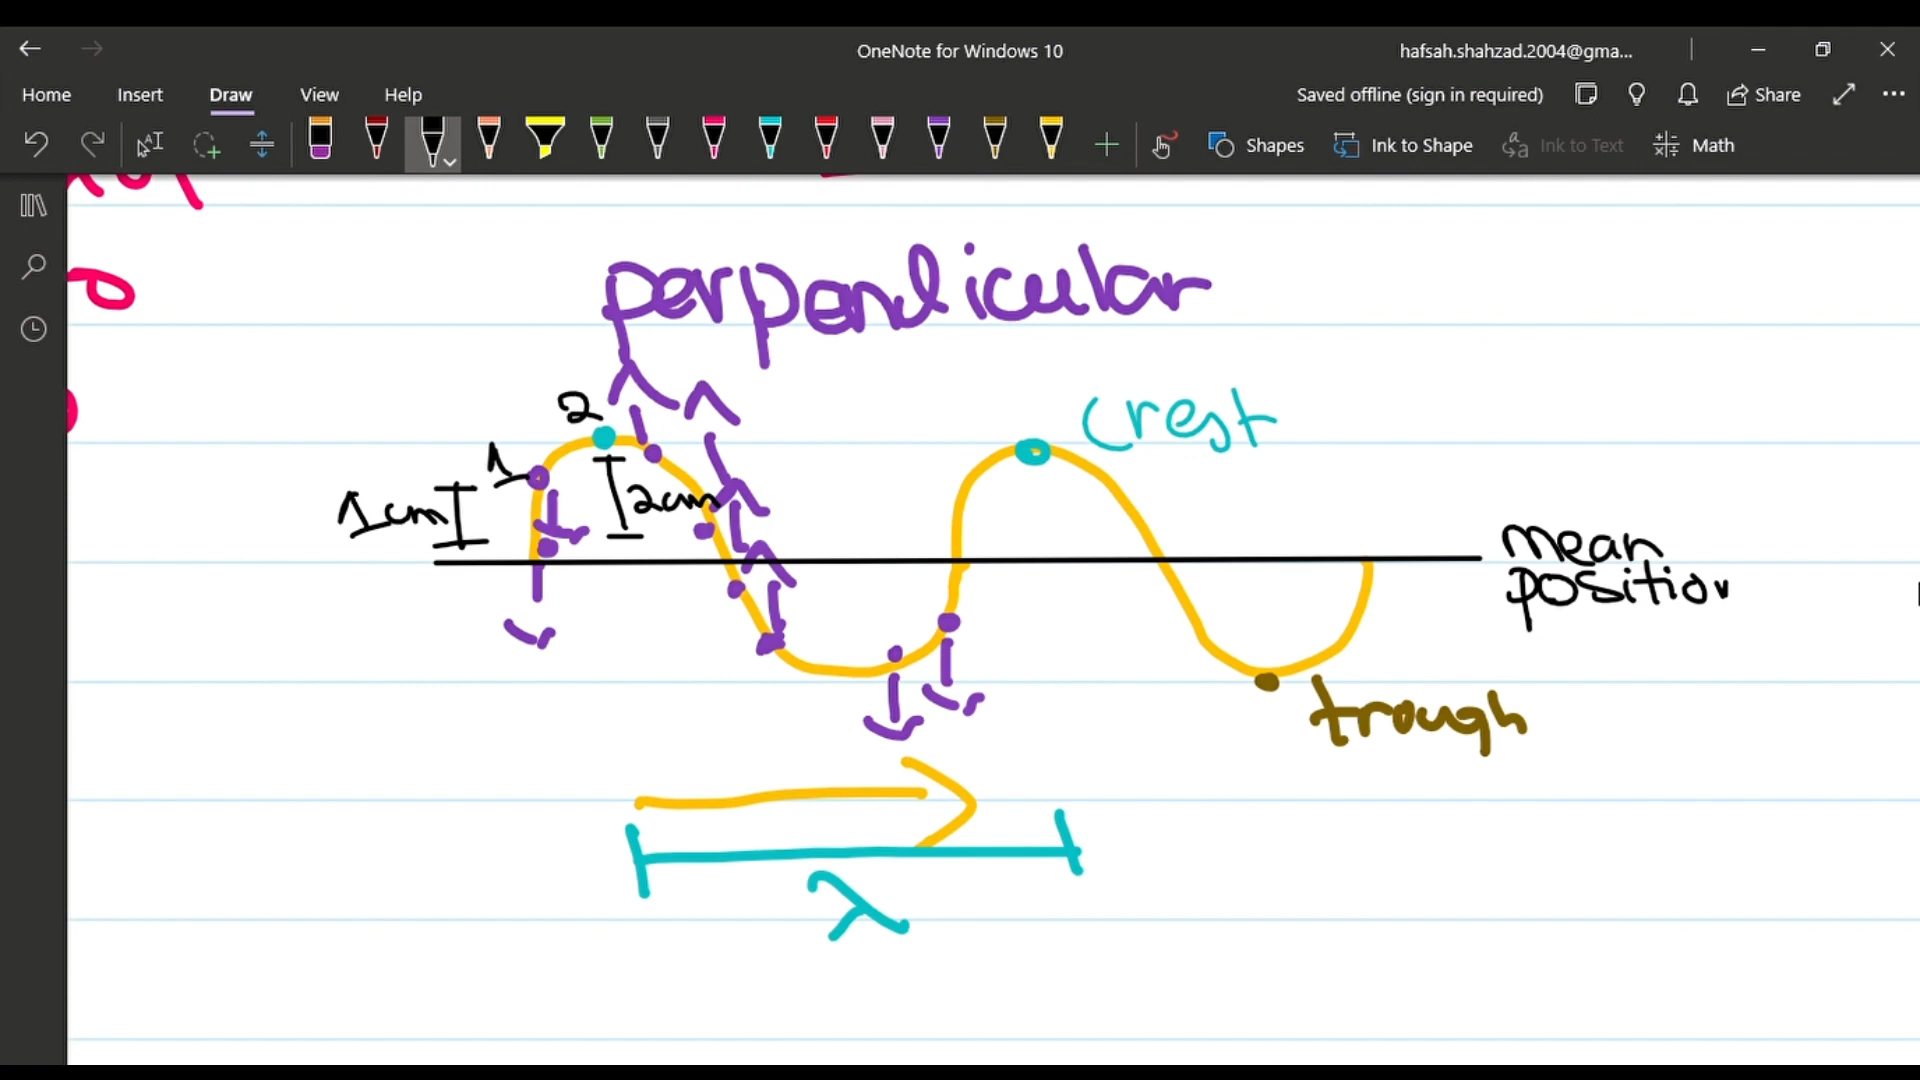 OneNote for Windows 10
hafsah.shahzad.2004@gma...
Home Insert Draw View Help
Saved offline (sign in required)
Share
Shapes
Ink to Shape
Ink to Text
Math
perpendicular
2
crest
1
1cm
2cm
mean
position
trough
λ